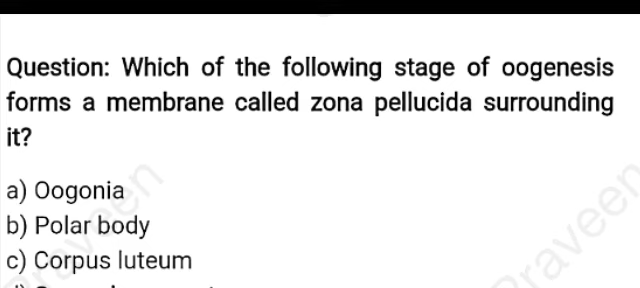 Question: Which of the following stage of oogenesis
forms a membrane called zona pellucida surrounding
it?
a) Oogonia
b) Polar body
c) Corpus luteum